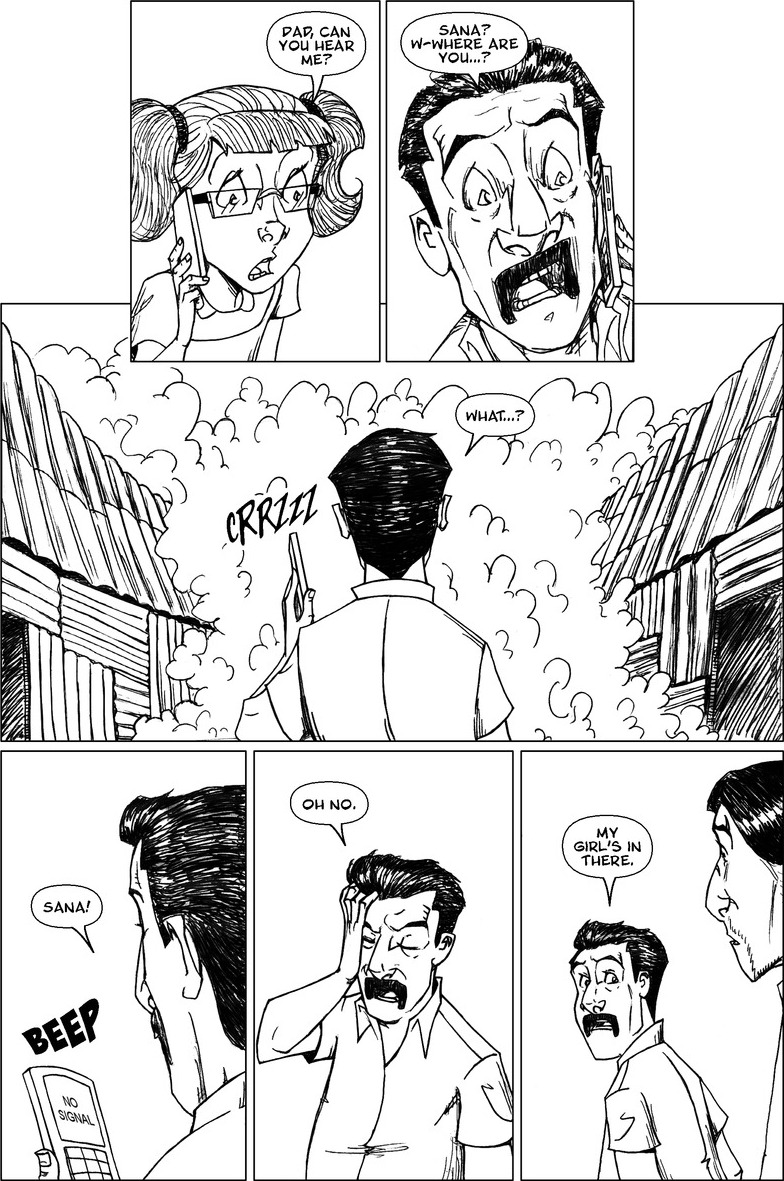 DAD, CAN
YOU HEAR
ME?
SANA?
W-WHERE ARE
YOU...?
WHAT...?
CRRZZZ
SANA!
BEEP
NO
SIGNAL
OH NO.
MY
GIRL'S IN
THERE.